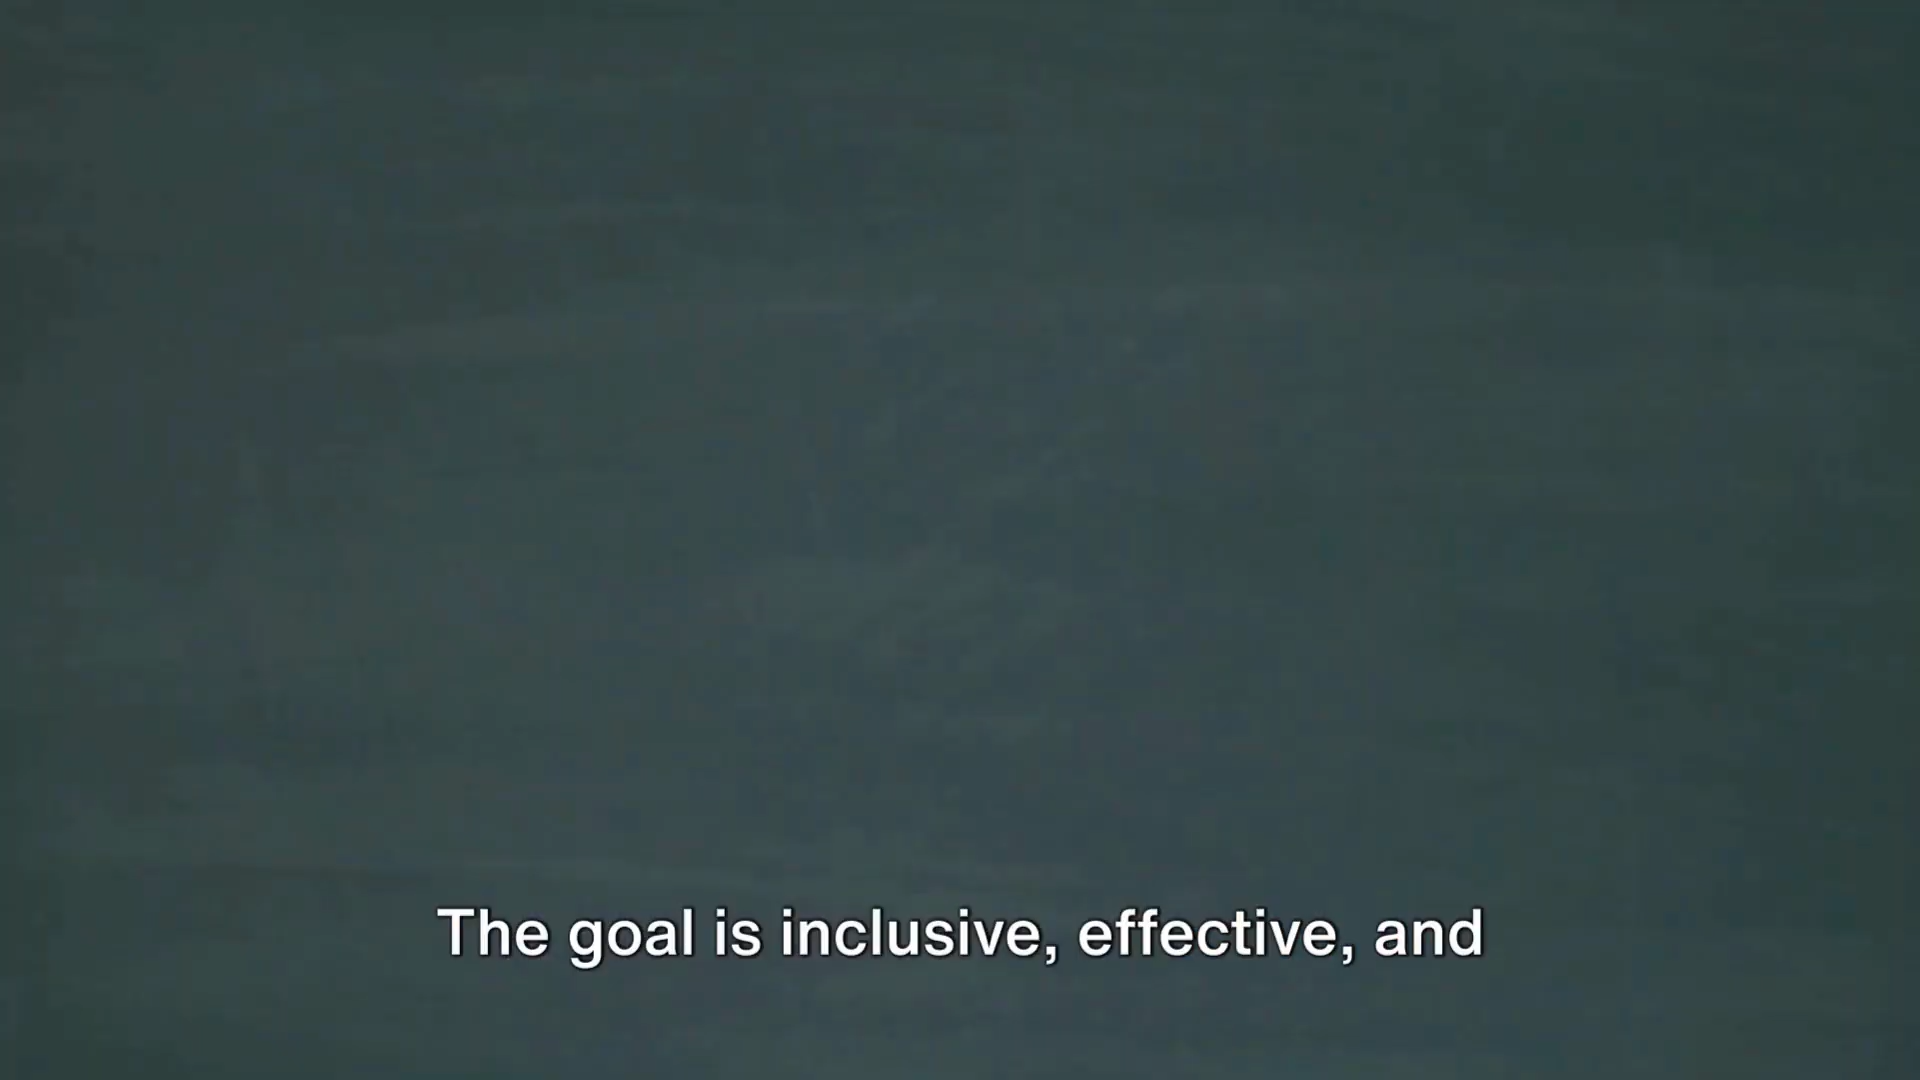 The goal is inclusive, effective, and